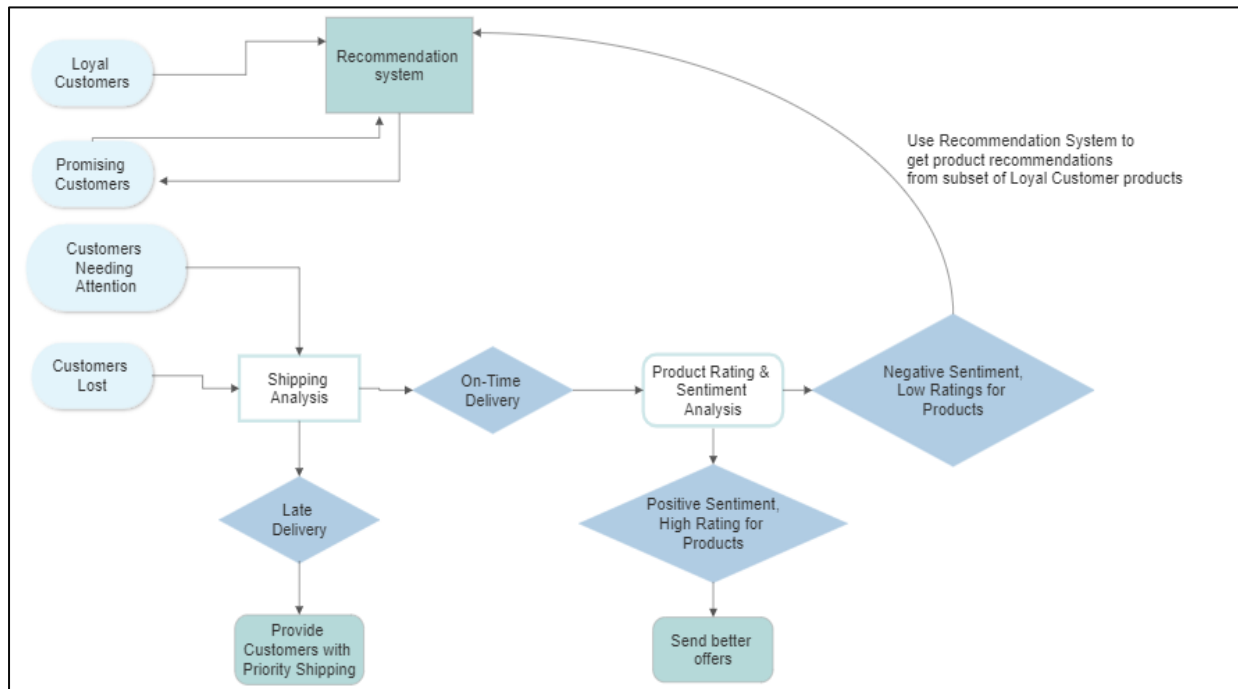 Loyal
Customers
Recommendation
system
Promising
Customers
Use Recommendation System to
get product recommendations
from subset of Loyal Customer products
Customers
Needing
Attention
Customers
Lost
Shipping
Analysis
On-Time
Delivery
Product Rating &
Sentiment
Analysis
Negative Sentiment,
Low Ratings for
Products
Late
Delivery
Positive Sentiment,
High Rating for
Products
Provide
Customers with
Priority Shipping
Send better
offers